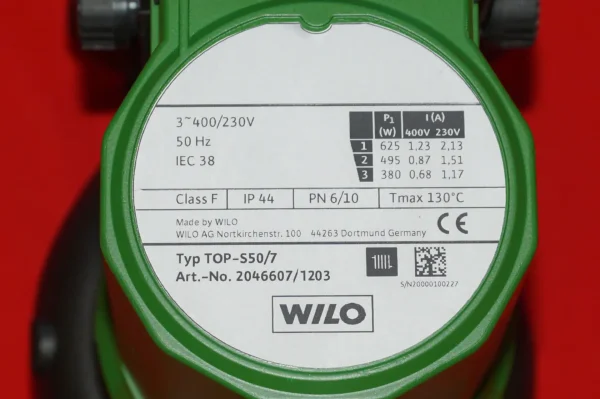 3~400/230V
50 Hz
IEC 38
P1 (W) I (A) 400V 230V
1 625 1,23 2,13
2 495 0.87 1,51
3 380 0,68 1,17
Class F IP 44 PN 6/10 Tmax 130°C
Made by WILO
WILO AG Nortkirchenstr. 100 44263 Dortmund Germany CE
Typ TOP-S50/7
Art.-No. 2046607/1203
S/N20000100227
WILO